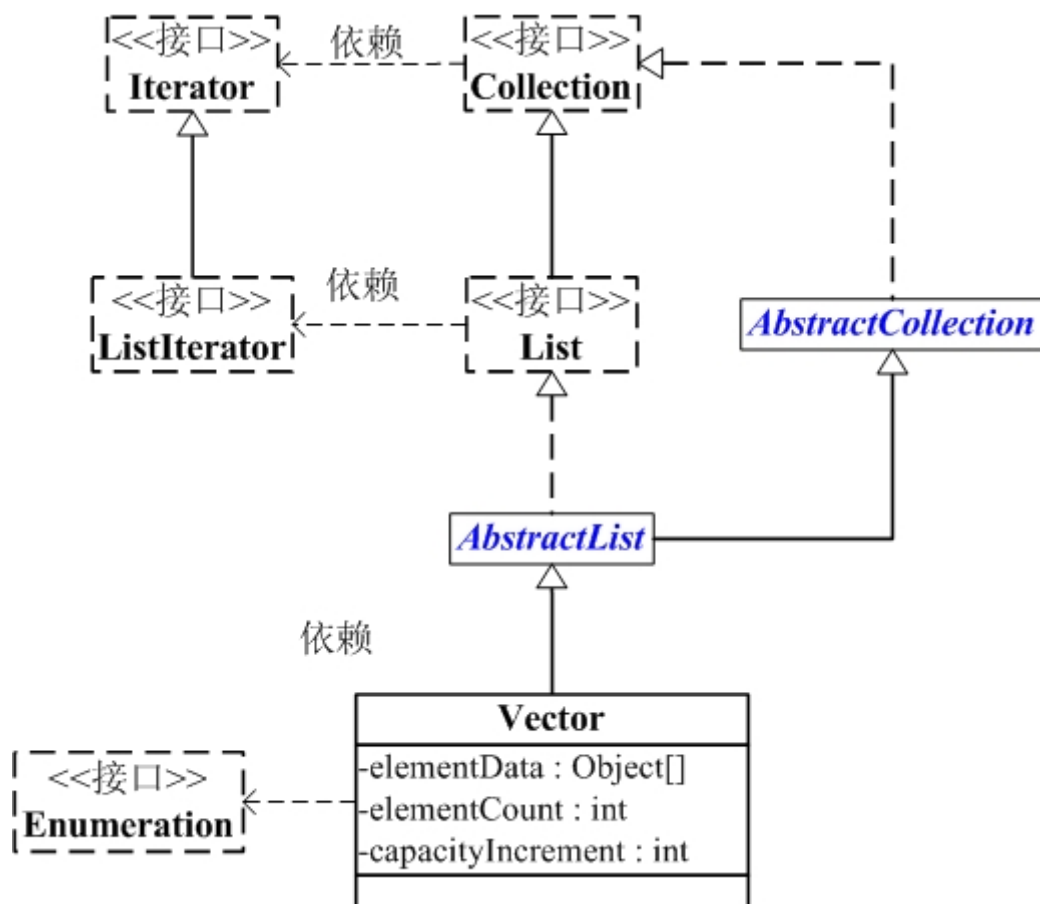 <<接口>>
Iterator
依赖
<<接口>>
Collection
<<接口>>
ListIterator
依赖
<<接口>>
List
AbstractCollection
AbstractList
依赖
Vector
-elementData : Object[]
-elementCount : int
-capacityIncrement : int
<<接口>>
Enumeration